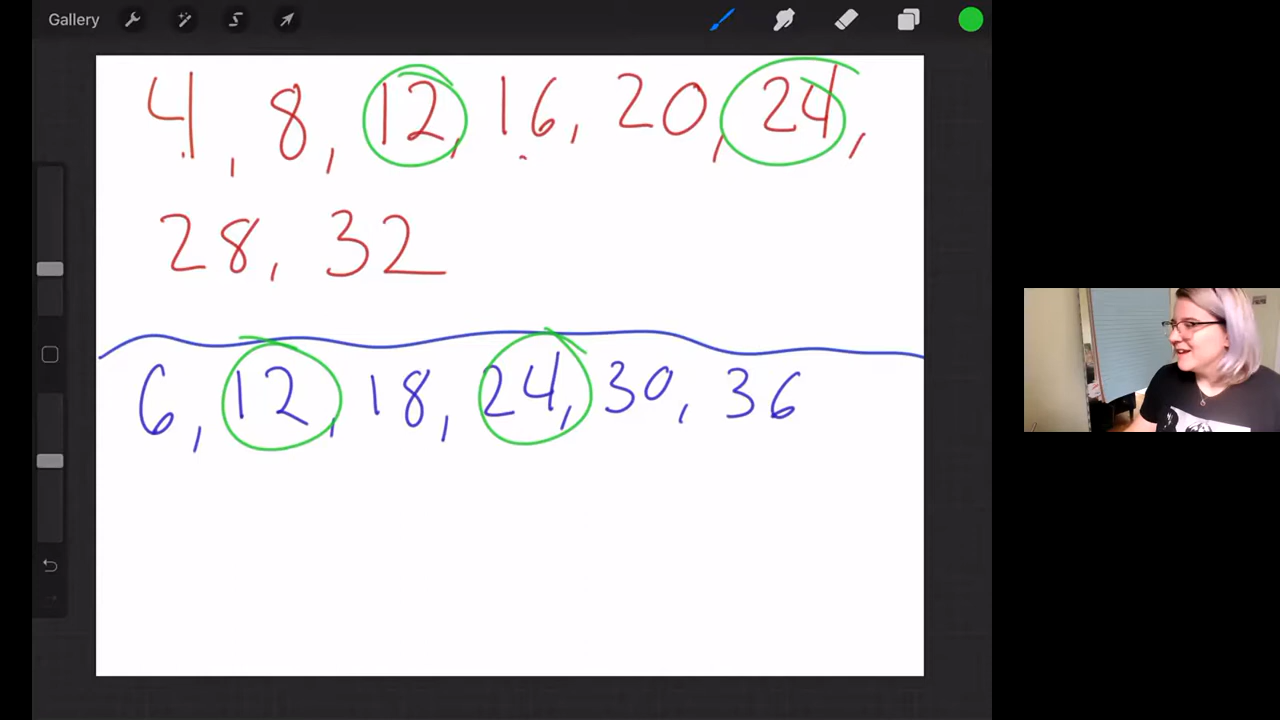 Gallery
4, 8, 12, 16, 20, 24,
28, 32
6, 12, 18, 24, 30, 36